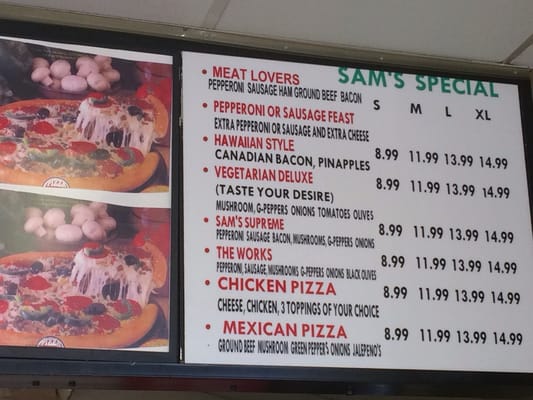 SAM'S SPECIAL
• MEAT LOVERS
PEPPERONI SAUSAGE HAM GROUND BEEF BACON
S M L XL
• PEPPERONI OR SAUSAGE FEAST
EXTRA PEPPERONI OR SAUSAGE AND EXTRA CHEESE
• HAWAIIAN STYLE
CANADIAN BACON, PINAPPLES 8.99 11.99 13.99 14.99
• VEGETARIAN DELUXE 8.99 11.99 13.99 14.99
(TASTE YOUR DESIRE)
MUSHROOM, G-PEPPERS ONIONS TOMATOES OLIVES
• SAM'S SUPREME 8.99 11.99 13.99 14.99
PEPPERONI SAUSAGE BACON, MUSHROOMS, G-PEPPERS ONIONS
• THE WORKS 8.99 11.99 13.99 14.99
PEPPERONI, SAUSAGE, MUSHROOMS G-PEPPERS ONIONS BLACK OLIVES
• CHICKEN PIZZA 8.99 11.99 13.99 14.99
CHEESE, CHICKEN, 3 TOPPINGS OF YOUR CHOICE
• MEXICAN PIZZA 8.99 11.99 13.99 14.99
GROUND BEEF MUSHROOM GREEN PEPPER'S ONIONS JALEPENO'S